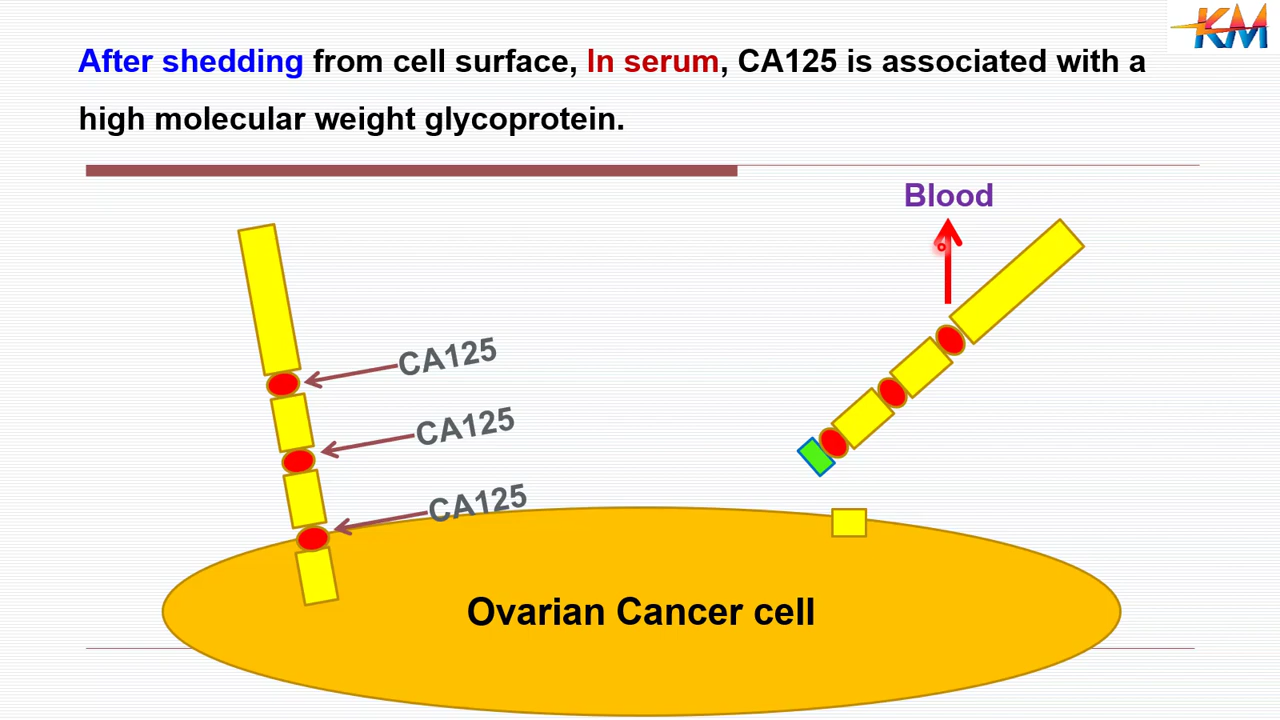 KM
After shedding from cell surface, In serum, CA125 is associated with a
high molecular weight glycoprotein.
Blood
CA125
CA125
CA125
Ovarian Cancer cell